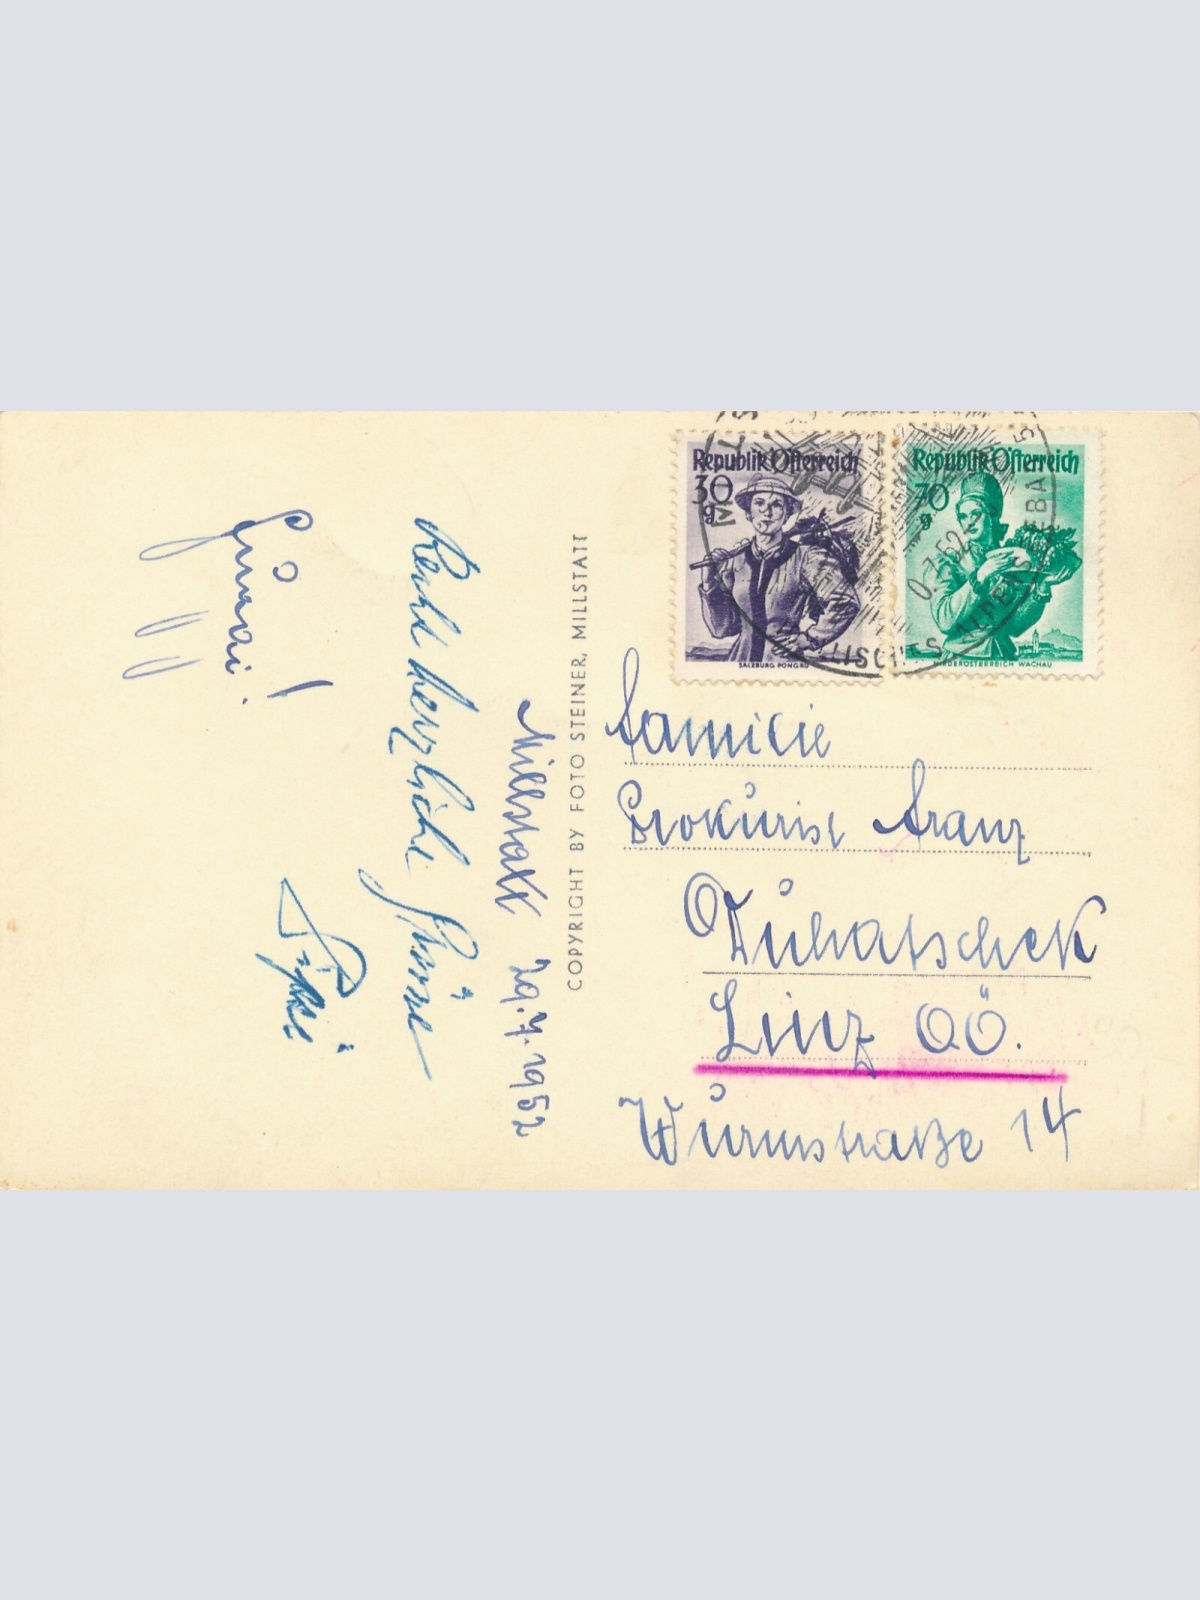 Millstatt 29.7.1952
Recht herzliche Grüsse
COPYRIGHT BY FOTO STEINER, MILLSTATT
Republik Österreich
30
g
SALZBURG PONGAU
Republik Österreich
70
g
NIEDERÖSTERREICH WACHAU
Familie
Prokurist Franz
Duhatschek
Linz OÖ.
Wurmstraße 14